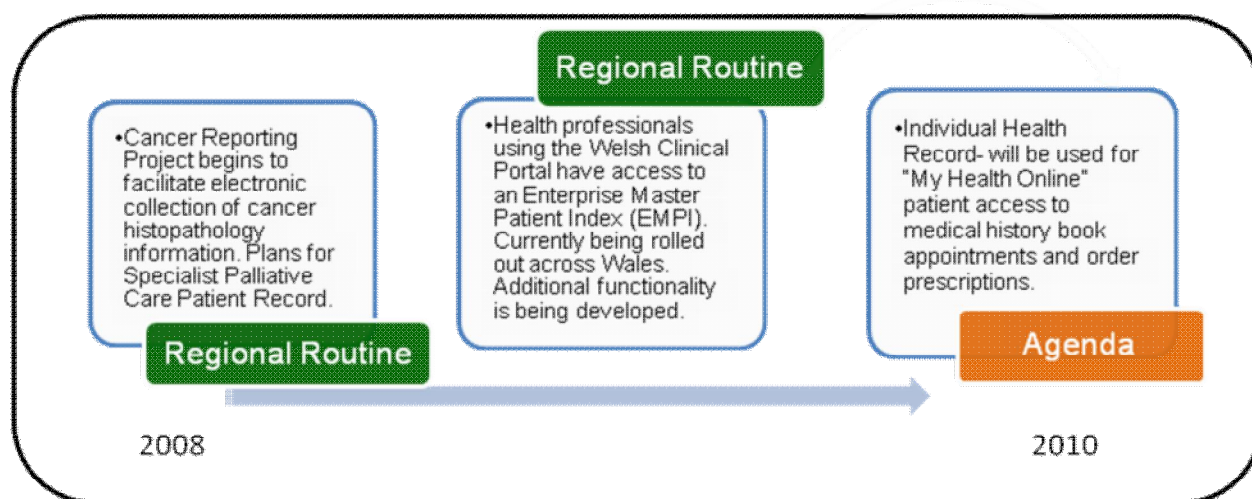 •Cancer Reporting
Project begins to
facilitate electronic
collection of cancer
histopathology
information. Plans for
Specialist Palliative
Care Patient Record.
Regional Routine
Regional Routine
•Health professionals
using the Welsh Clinical
Portal have access to
an Enterprise Master
Patient Index (EMPI).
Currently being rolled
out across Wales.
Additional functionality
is being developed.
•Individual Health
Record- will be used for
"My Health Online"
patient access to
medical history book
appointments and order
prescriptions.
Agenda
2008
2010